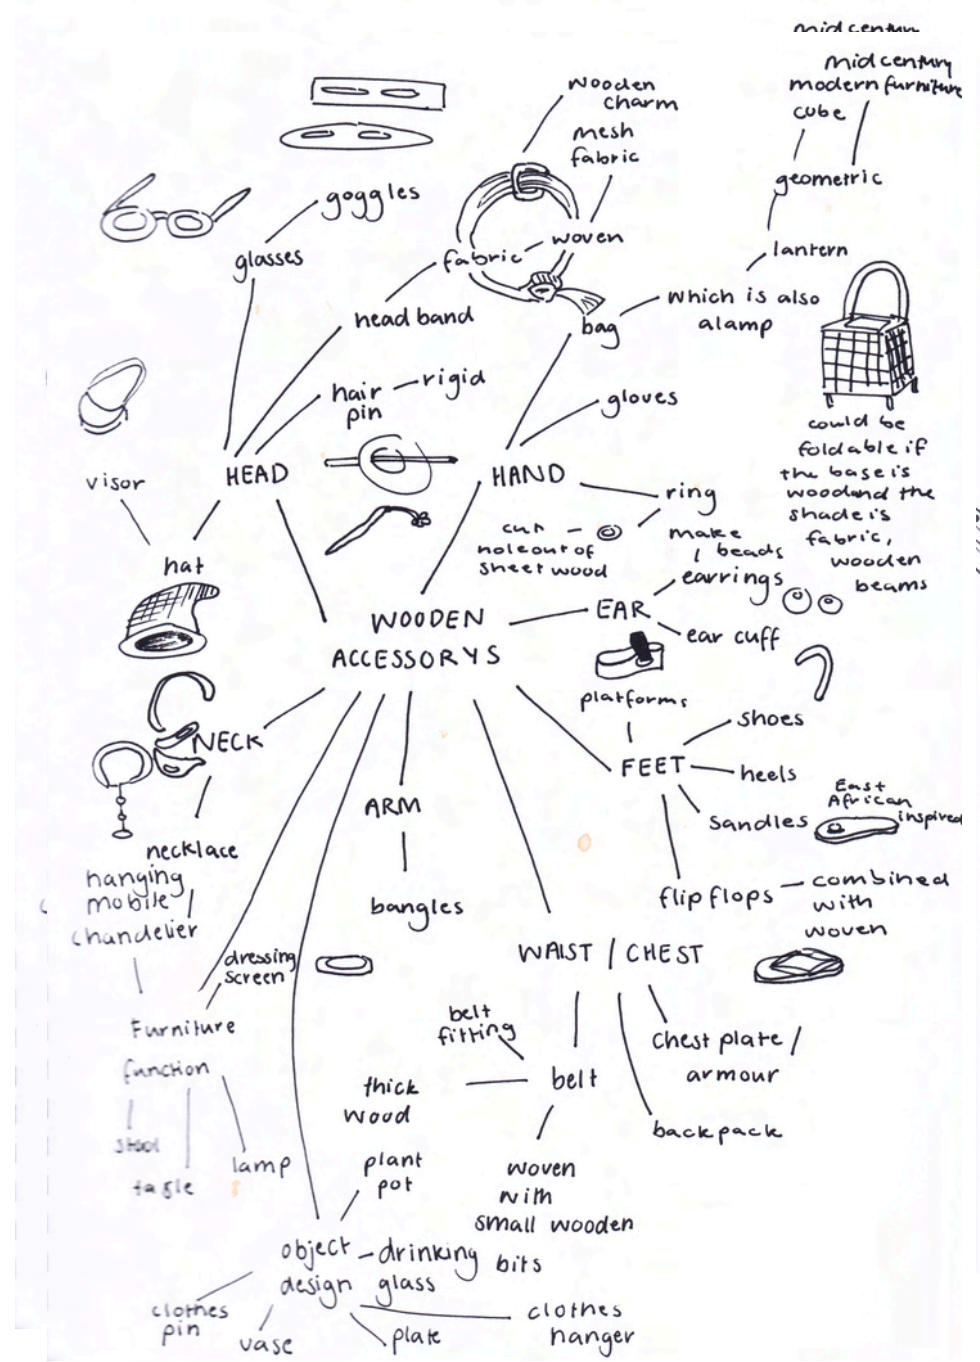 mid century
mid century
modern furniture
cube
geometric
lantern
wooden
charm
mesh
fabric
woven
fabric
goggles
glasses
head band
bag
which is also
a lamp
hair
pin
rigid
gloves
could be
foldable if
the base is
wood and the
shade is
fabric,
wooden
beams
visor
HEAD
HAND
ring
cut
hole out of
sheet wood
make
beads
earrings
hat
WOODEN
ACCESSORYS
EAR
ear cuff
platforms
shoes
NECK
FEET
heels
East
African
inspired
sandles
ARM
necklace
hanging
mobile /
chandelier
bangles
flip flops
combined
with
woven
WAIST / CHEST
dressing
screen
Furniture
function
belt
fitting
chest plate /
armour
thick
wood
belt
backpack
stool
table
lamp
plant
pot
woven
with
small wooden
bits
object
design
drinking
glass
clothes
pin
vase
plate
clothes
hanger